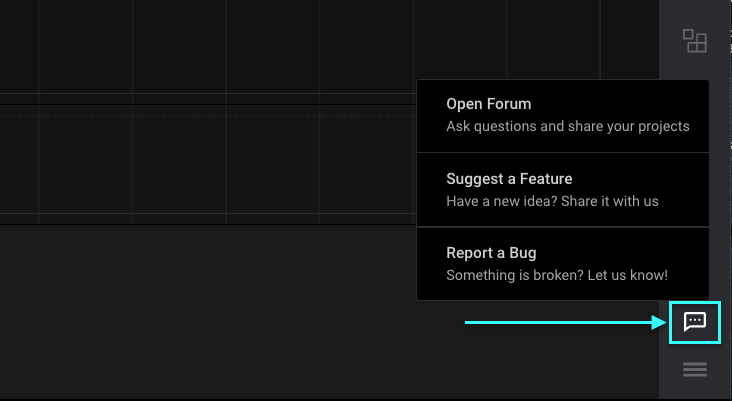 Open Forum
Ask questions and share your projects
Suggest a Feature
Have a new idea? Share it with us
Report a Bug
Something is broken? Let us know!